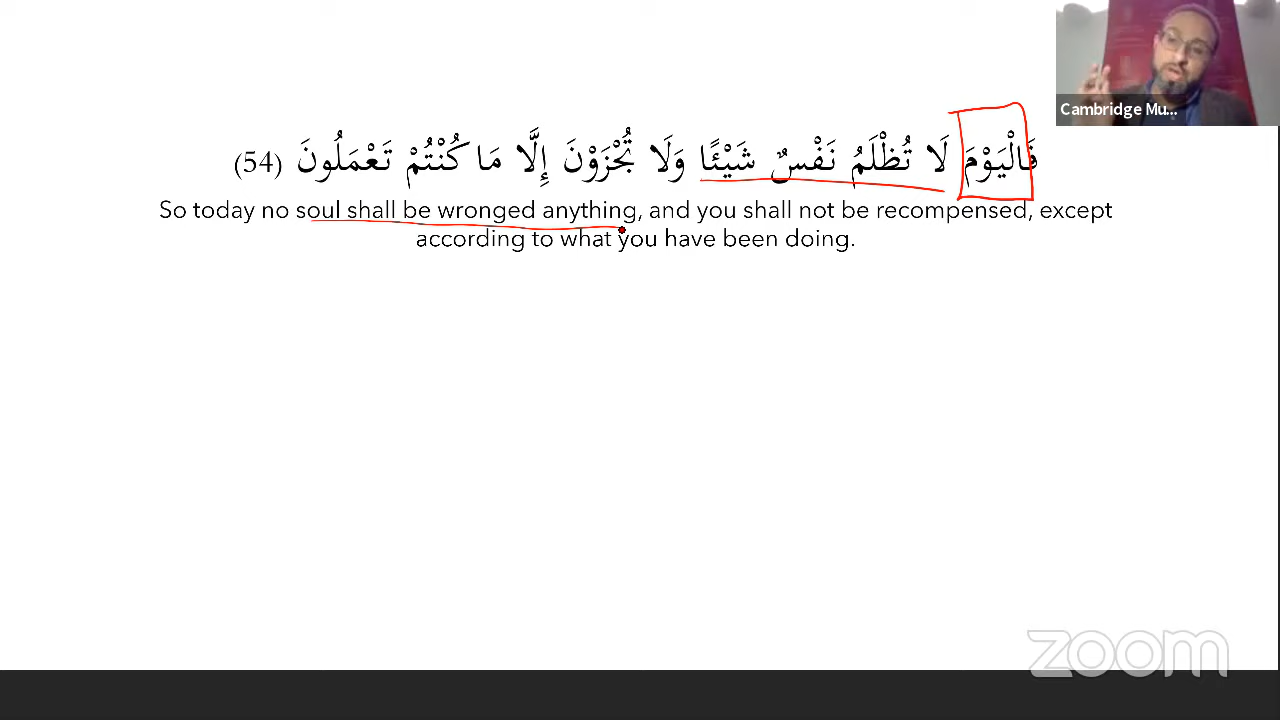 Cambridge Mu...
فَالْيَوْمَ لَا تُظْلَمُ نَفْسٌ شَيْئًا وَلَا تُجْزَوْنَ إِلَّا مَا كُنْتُمْ تَعْمَلُونَ (54)
So today no soul shall be wronged anything, and you shall not be recompensed, except
according to what you have been doing.
zoom